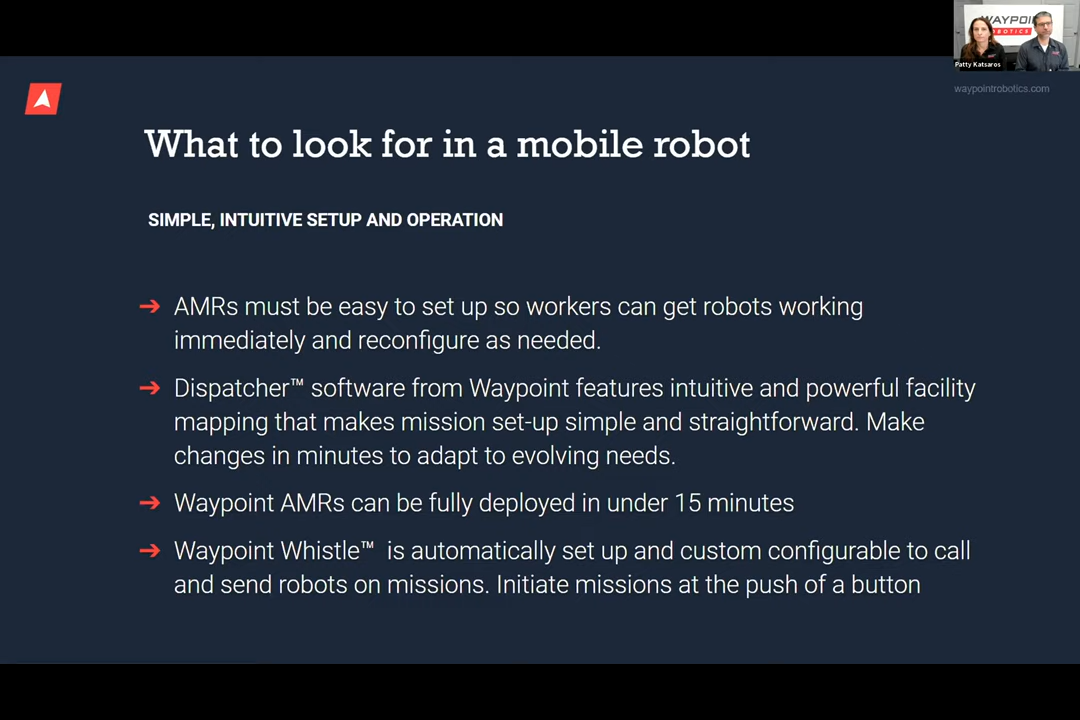 WAYPOI
ROBOTICS
Patty Katsaros
waypointrobotics.com
What to look for in a mobile robot
SIMPLE, INTUITIVE SETUP AND OPERATION
➔ AMRs must be easy to set up so workers can get robots working
immediately and reconfigure as needed.
➔ Dispatcher™ software from Waypoint features intuitive and powerful facility
mapping that makes mission set-up simple and straightforward. Make
changes in minutes to adapt to evolving needs.
➔ Waypoint AMRs can be fully deployed in under 15 minutes
➔ Waypoint Whistle™ is automatically set up and custom configurable to call
and send robots on missions. Initiate missions at the push of a button